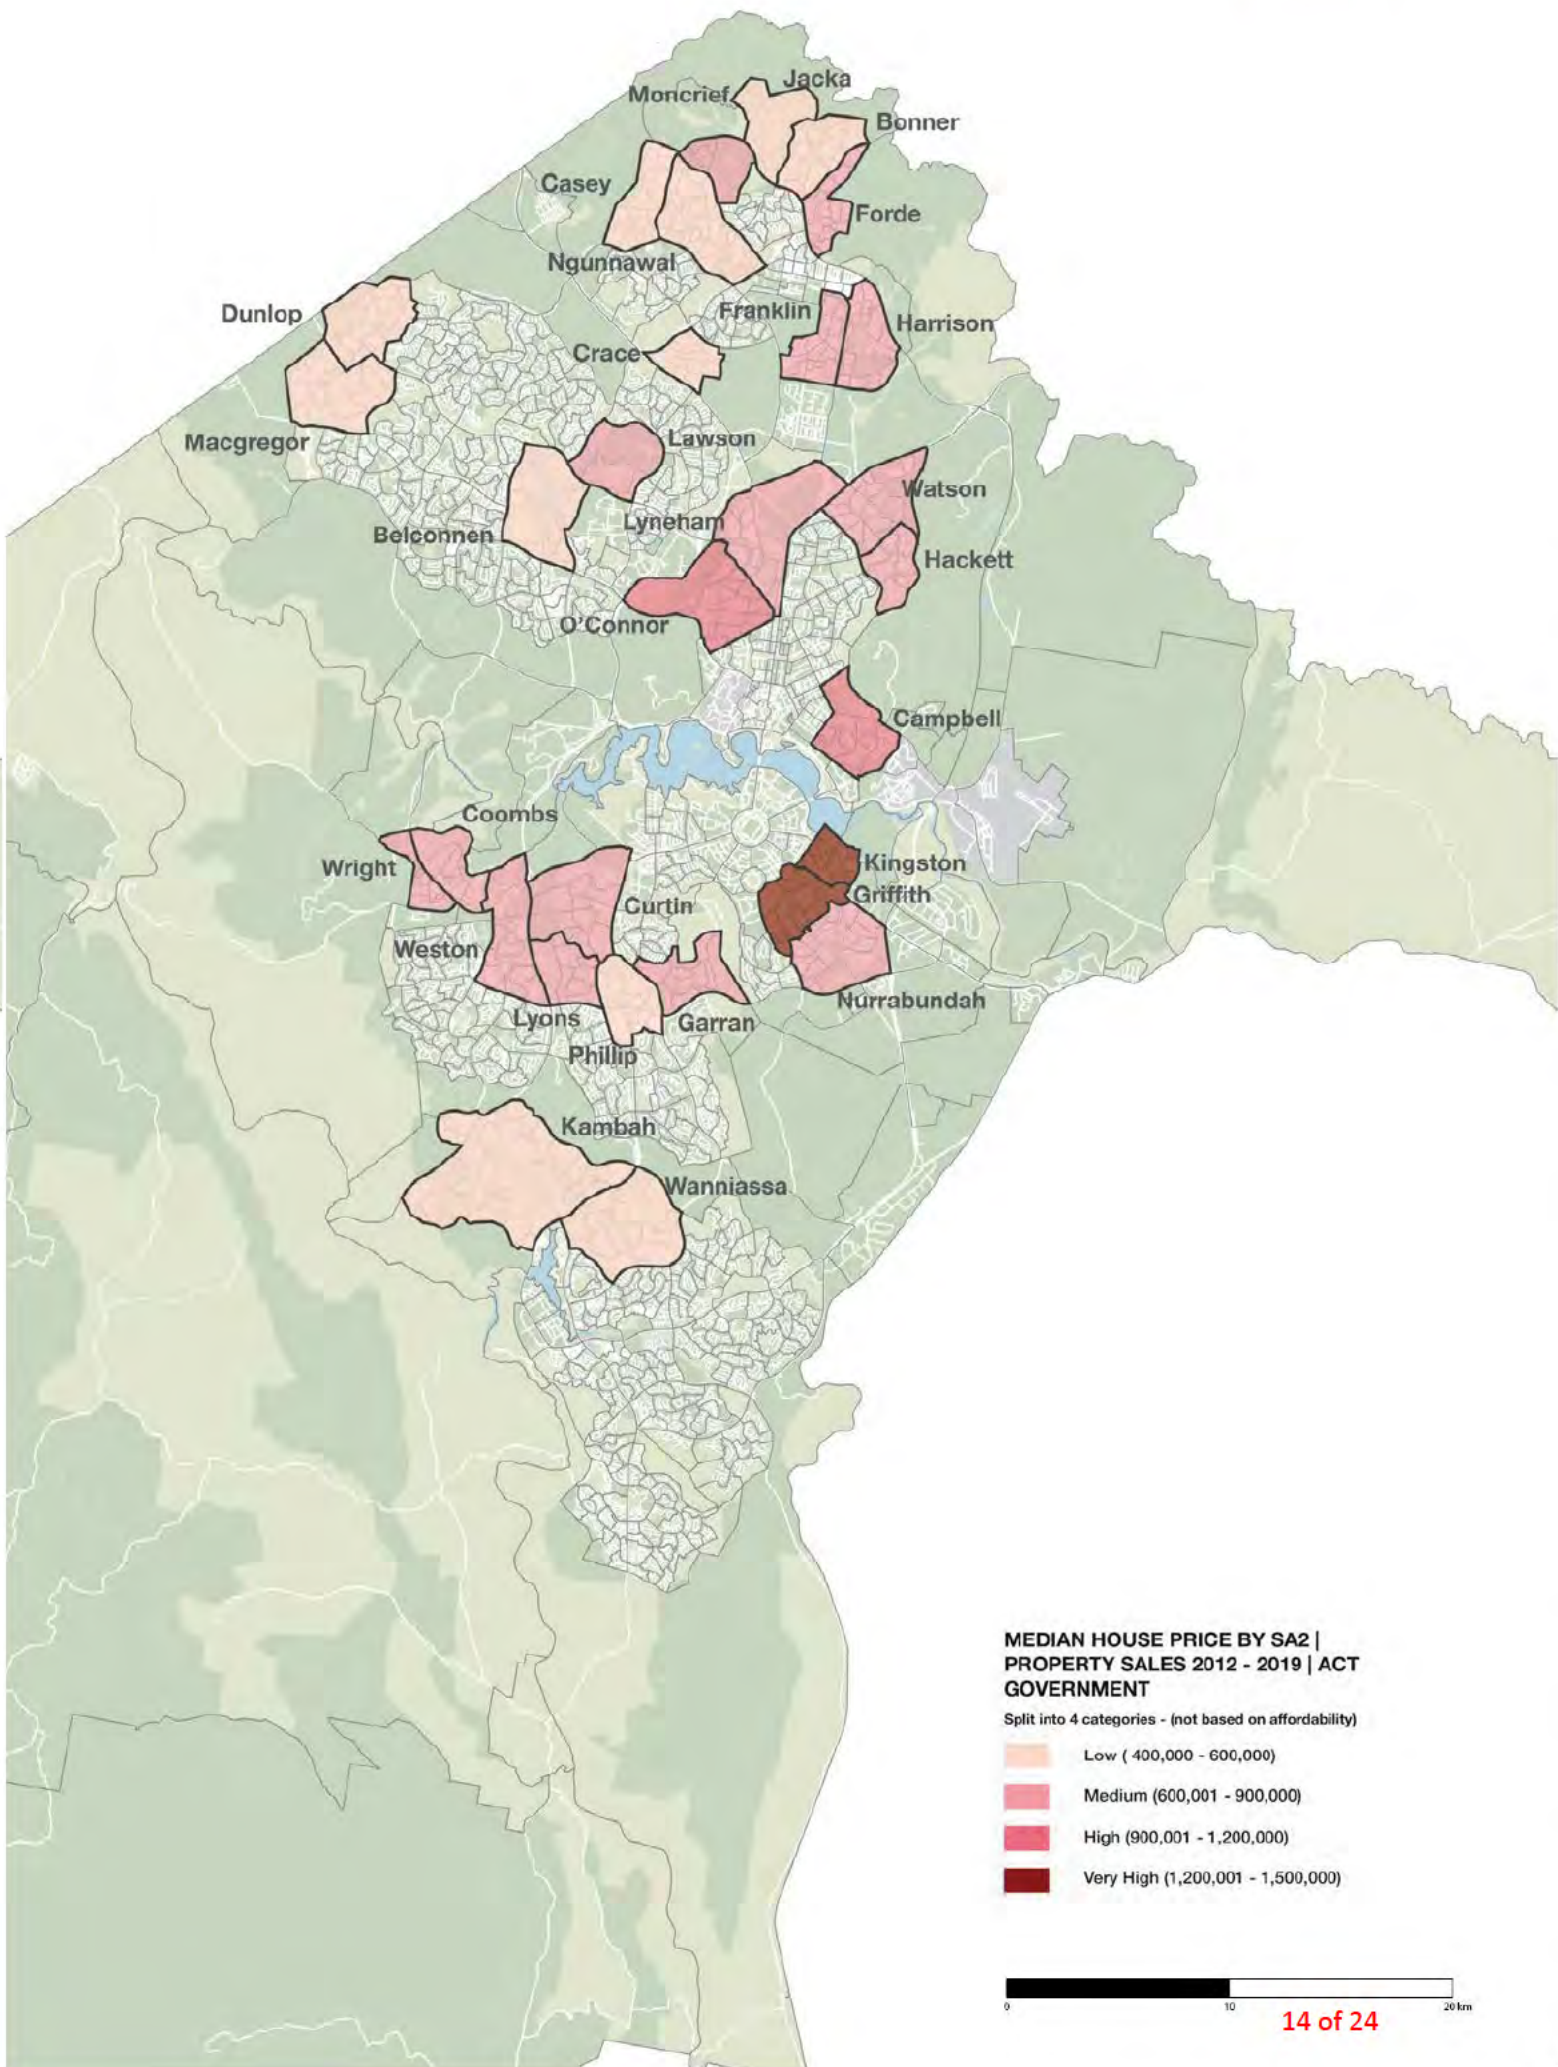 Jacka
Moncrief
Bonner
Casey
Forde
Ngunnawal
Dunlop
Franklin
Harrison
Crace
Macgregor
Lawson
Watson
Lyneham
Belconnen
Hackett
O'Connor
Campbell
Coombs
Wright
Kingston
Griffith
Curtin
Weston
Nurrabundah
Lyons
Garran
Phillip
Kambah
Wanniassa
MEDIAN HOUSE PRICE BY SA2 |
PROPERTY SALES 2012 - 2019 | ACT
GOVERNMENT
Split into 4 categories - (not based on affordability)
Low ( 400,000 - 600,000)
Medium (600,001 - 900,000)
High (900,001 - 1,200,000)
Very High (1,200,001 - 1,500,000)
0 10 20 km
14 of 24